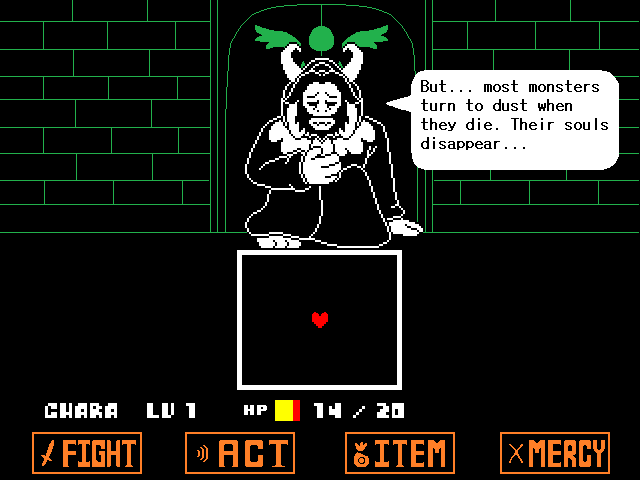 But... most monsters
turn to dust when
they die. Their souls
disappear...
CHARA LV 1 HP 14 / 20
FIGHT ACT ITEM MERCY